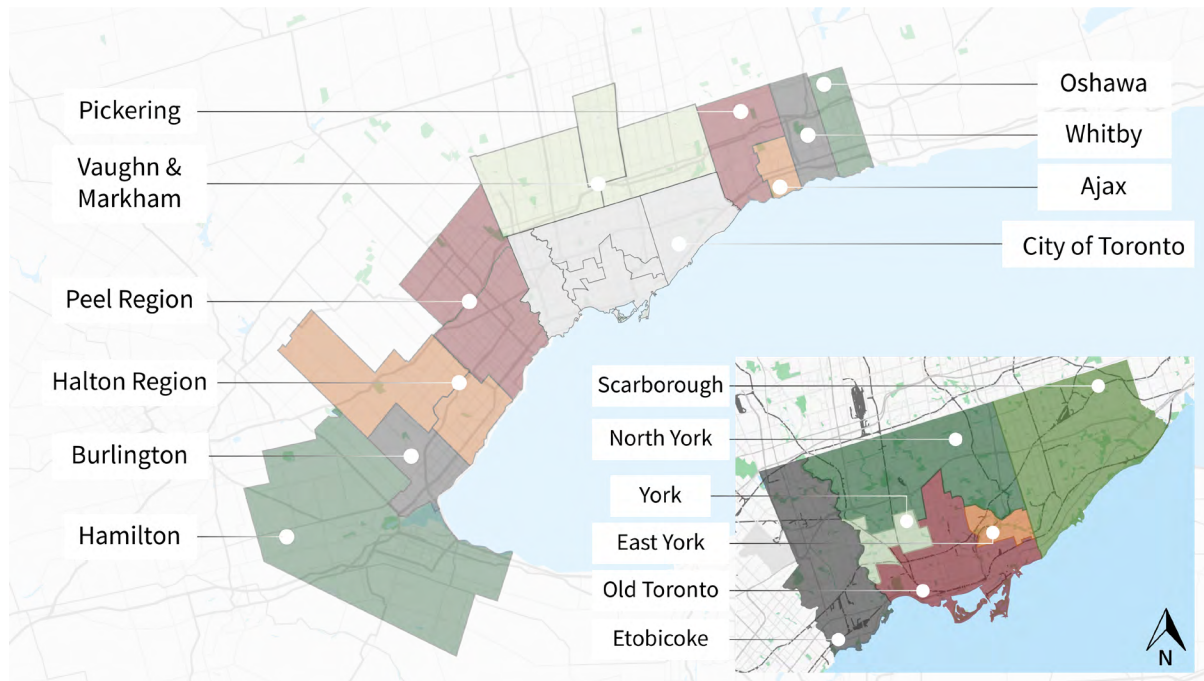 Pickering
Vaughn &
Markham
Peel Region
Halton Region
Burlington
Hamilton
Oshawa
Whitby
Ajax
City of Toronto
Scarborough
North York
York
East York
Old Toronto
Etobicoke
N